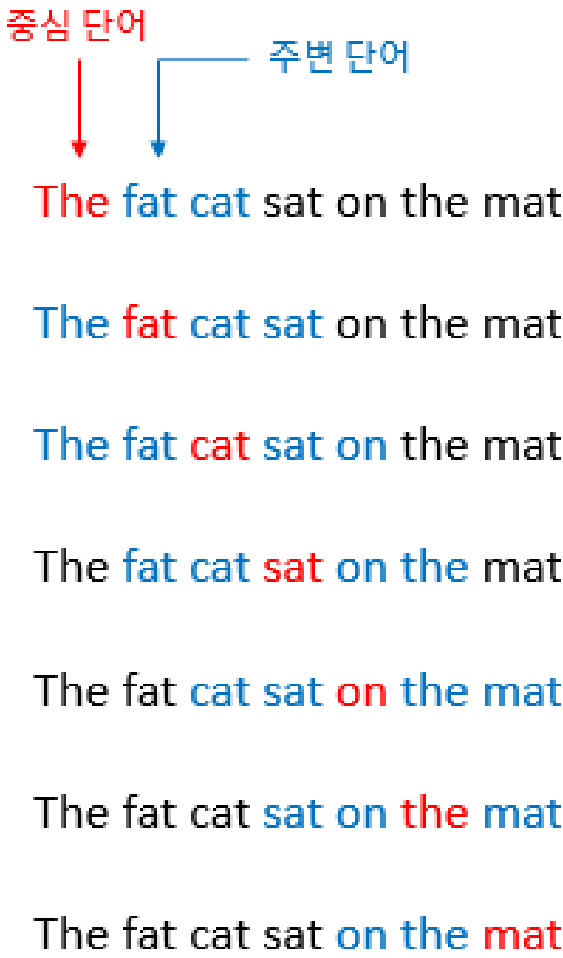 중심 단어
주변 단어
The fat cat sat on the mat
The fat cat sat on the mat
The fat cat sat on the mat
The fat cat sat on the mat
The fat cat sat on the mat
The fat cat sat on the mat
The fat cat sat on the mat